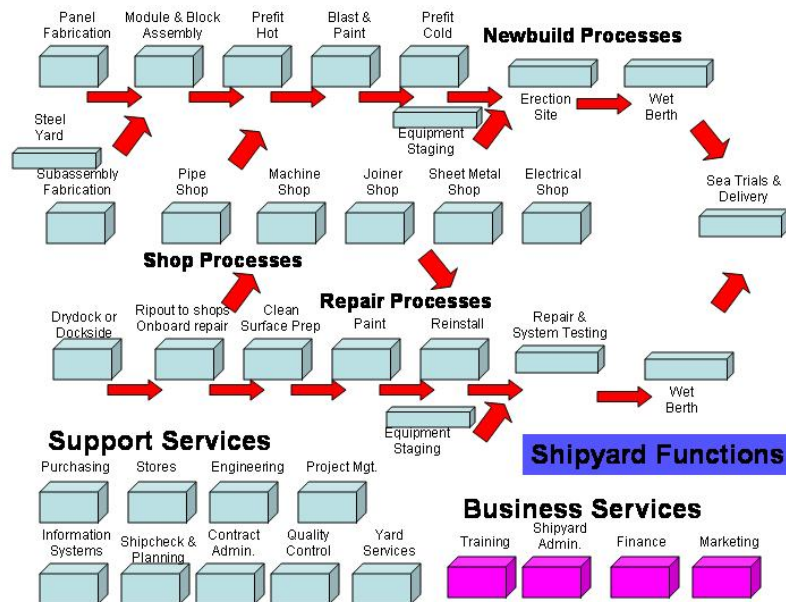 Panel
Fabrication
Module & Block
Assembly
Prefit
Hot
Blast &
Paint
Prefit
Cold
Newbuild Processes
Steel
Yard
Equipment
Staging
Erection
Site
Wet
Berth
Subassembly
Fabrication
Pipe
Shop
Machine
Shop
Joiner
Shop
Sheet Metal
Shop
Electrical
Shop
Sea Trials &
Delivery
Shop Processes
Repair Processes
Drydock or
Dockside
Ripout to shops
Onboard repair
Clean
Surface Prep
Paint
Reinstall
Repair &
System Testing
Wet
Berth
Equipment
Staging
Support Services
Shipyard Functions
Purchasing
Stores
Engineering
Project Mgt.
Information
Systems
Shipcheck &
Planning
Contract
Admin.
Quality
Control
Yard
Services
Business Services
Training
Shipyard
Admin.
Finance
Marketing